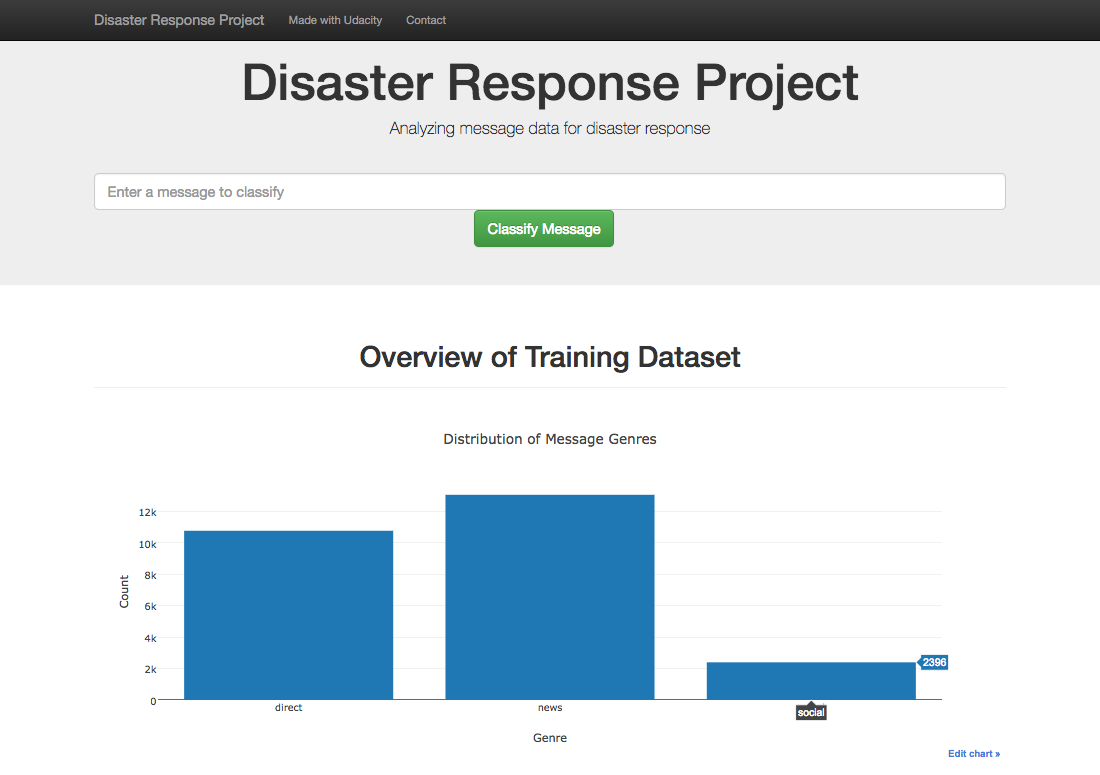 Disaster Response Project Made with Udacity Contact
Disaster Response Project
Analyzing message data for disaster response
Enter a message to classify
Classify Message
Overview of Training Dataset
Distribution of Message Genres
12k
10k
8k
6k
4k
2k
0
Count
2396
direct news social
Genre
Edit chart »